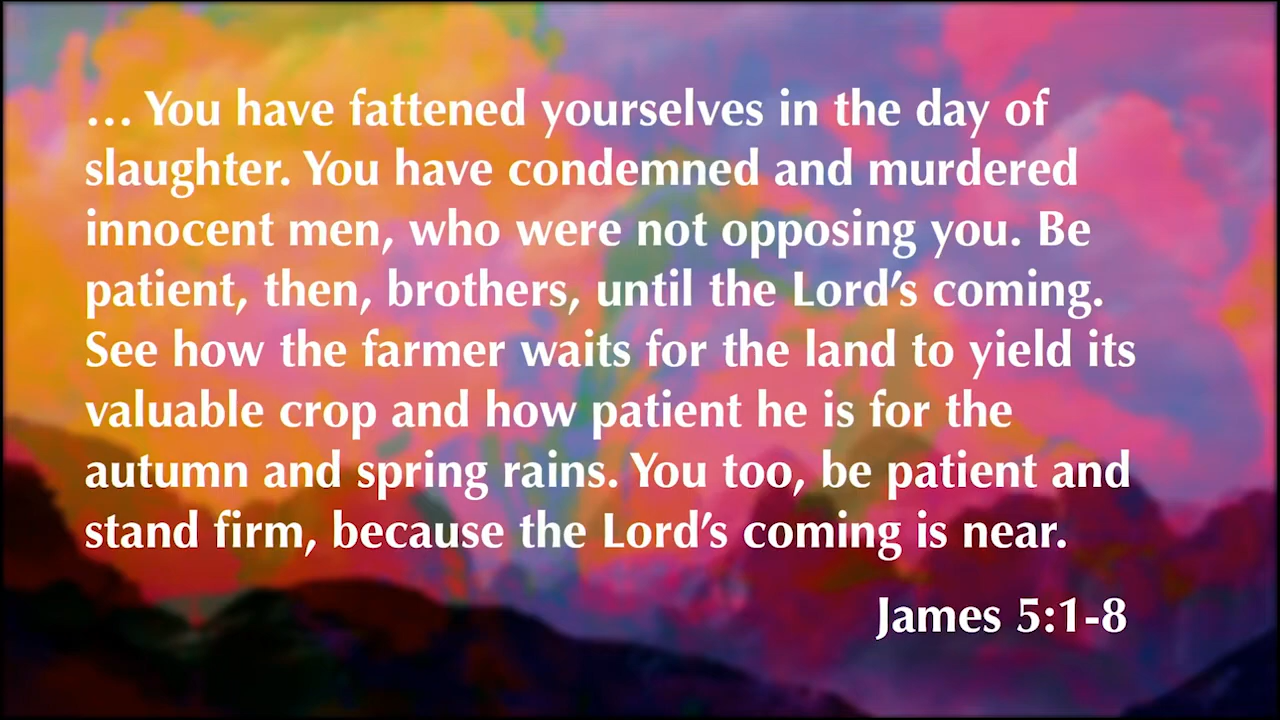 … You have fattened yourselves in the day of
slaughter. You have condemned and murdered
innocent men, who were not opposing you. Be
patient, then, brothers, until the Lord’s coming.
See how the farmer waits for the land to yield its
valuable crop and how patient he is for the
autumn and spring rains. You too, be patient and
stand firm, because the Lord’s coming is near.
James 5:1-8